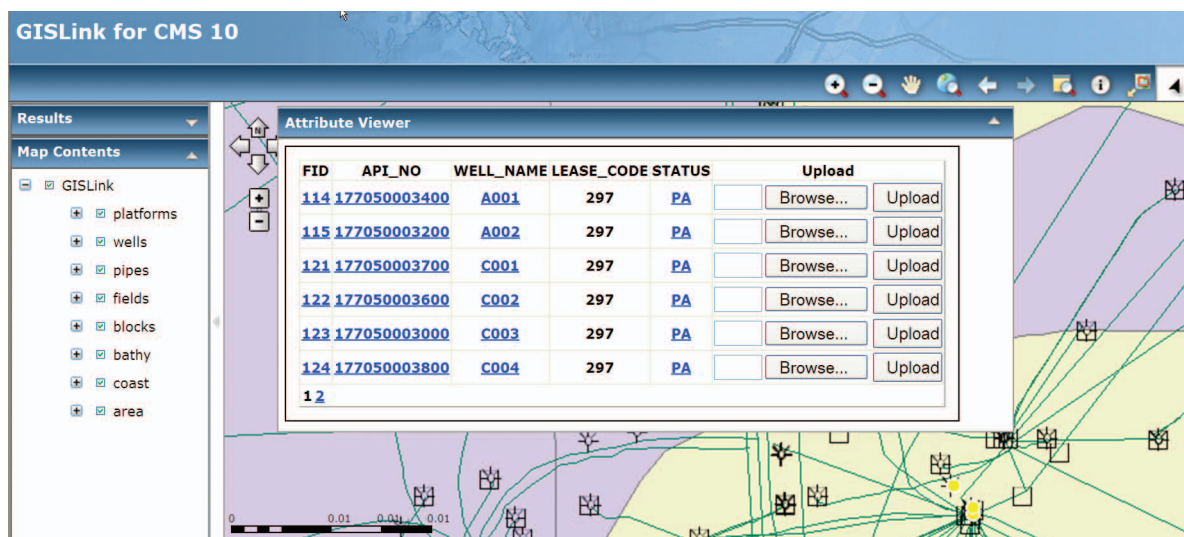 GISLink for CMS 10
Results
Map Contents
GISLink
platforms
wells
pipes
fields
blocks
bathy
coast
area
N
Attribute Viewer
FID API_NO WELL_NAME LEASE_CODE STATUS Upload
114 177050003400 A001 297 PA Browse... Upload
115 177050003200 A002 297 PA Browse... Upload
121 177050003700 C001 297 PA Browse... Upload
122 177050003600 C002 297 PA Browse... Upload
123 177050003000 C003 297 PA Browse... Upload
124 177050003800 C004 297 PA Browse... Upload
1 2
0 0.01 0.01 0.01